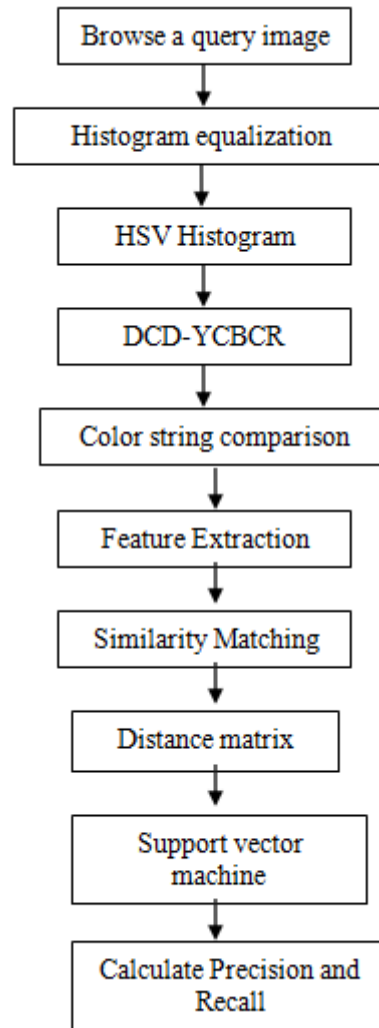 Browse a query image
Histogram equalization
HSV Histogram
DCD-YCBCR
Color string comparison
Feature Extraction
Similarity Matching
Distance matrix
Support vector
machine
Calculate Precision and
Recall